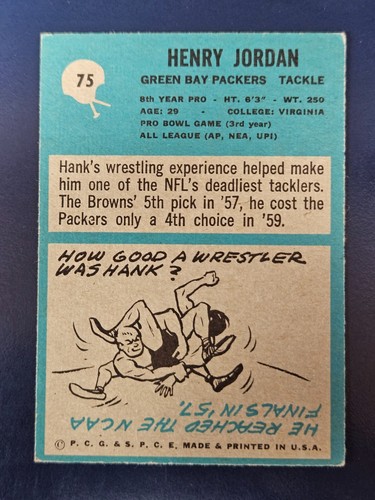 75
HENRY JORDAN
GREEN BAY PACKERS TACKLE
8th YEAR PRO - HT. 6'3" - WT. 250
AGE: 29 - COLLEGE: VIRGINIA
PRO BOWL GAME (3rd year)
ALL LEAGUE (AP, NEA, UPI)
Hank's wrestling experience helped make
him one of the NFL's deadliest tacklers.
The Browns' 5th pick in '57, he cost the
Packers only a 4th choice in '59.
HOW GOOD A WRESTLER
WAS HANK?
HE REACHED THE NCAA
FINALS IN '57.
© P. C. G. & S. P. C. E, MADE & PRINTED IN U.S.A.